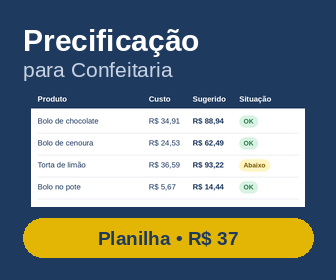 Precificação
para Confeitaria
Produto Custo Sugerido Situação
Bolo de chocolate R$ 34,91 R$ 88,94 OK
Bolo de cenoura R$ 24,53 R$ 62,49 OK
Torta de limão R$ 36,59 R$ 93,22 Abaixo
Bolo no pote R$ 5,67 R$ 14,44 OK
Planilha • R$ 37